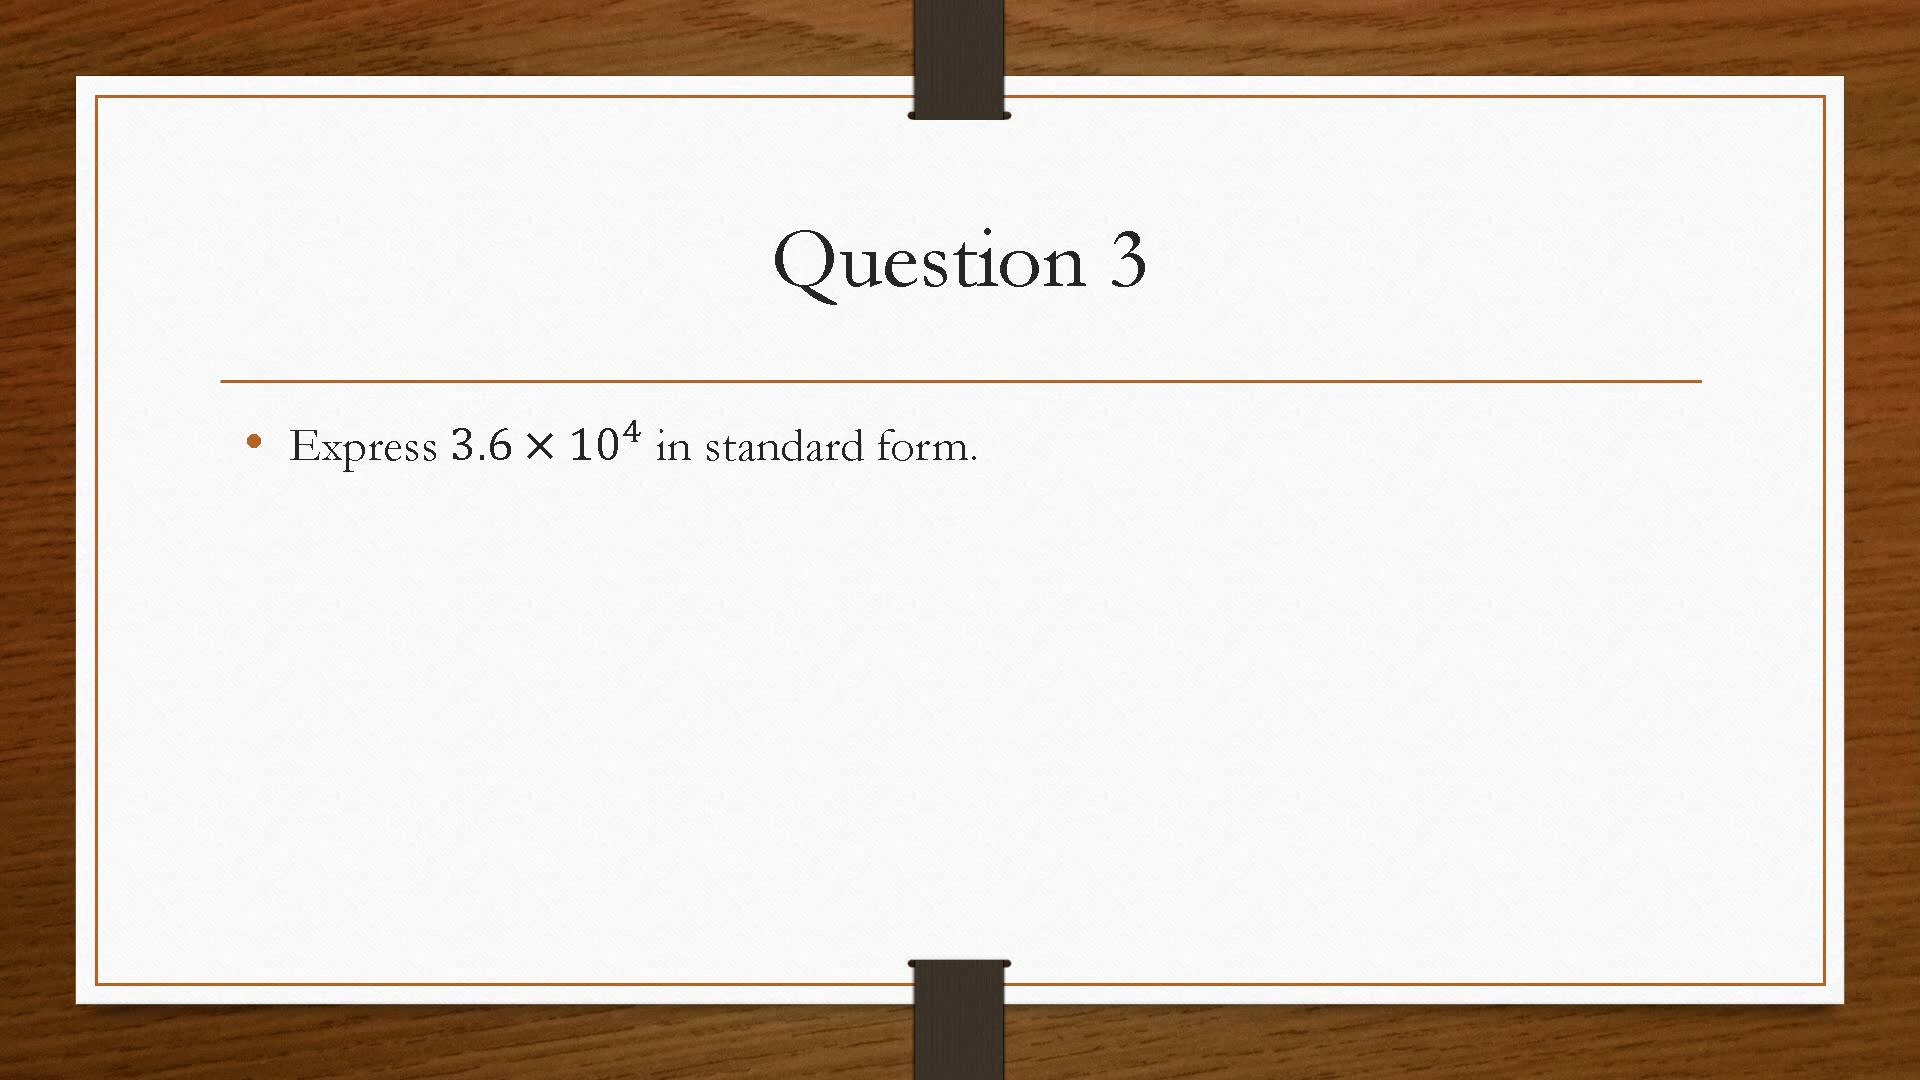 Question 3
• Express 3.6 × 10⁴ in standard form.